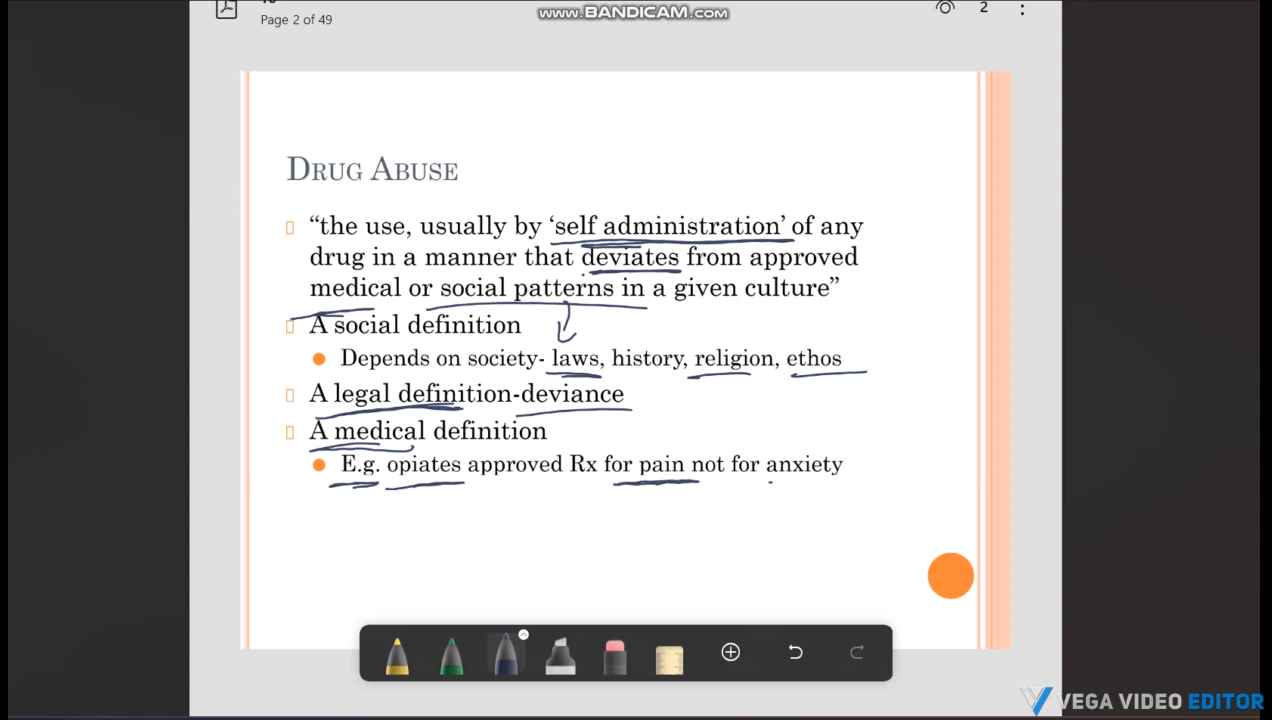 www.BANDICAM.com
Page 2 of 49
2
DRUG ABUSE
“the use, usually by ‘self administration’ of any
drug in a manner that deviates from approved
medical or social patterns in a given culture”
A social definition
Depends on society- laws, history, religion, ethos
A legal definition-deviance
A medical definition
E.g. opiates approved Rx for pain not for anxiety
VEGA VIDEO EDITOR